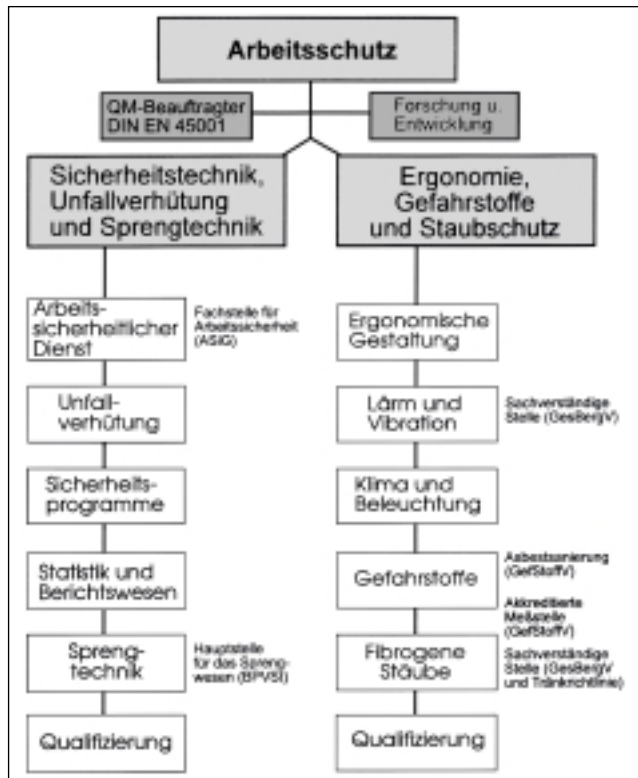 Arbeitsschutz
QM-Beauftragter
DIN EN 45001
Forschung u.
Entwicklung
Sicherheitstechnik,
Unfallverhütung
und Sprengtechnik
Arbeits-
sicherheitlicher
Dienst
Fachstelle für
Arbeitssicherheit
(ASiG)
Unfall-
verhütung
Sicherheits-
programme
Statistik und
Berichtswesen
Spreng-
technik
Hauptstelle
für das Spreng-
wesen (BPVSt)
Qualifizierung
Ergonomie,
Gefahrstoffe
und Staubschutz
Ergonomische
Gestaltung
Lärm und
Vibration
Sachverständige
Stelle (GesBergV)
Klima und
Beleuchtung
Gefahrstoffe
Asbestsanierung
(GefStoffV)
Akkreditierte
Meßstelle
(GefStoffV)
Fibrogene
Stäube
Sachverständige
Stelle (GesBergV
und Tränkrichtlinie)
Qualifizierung